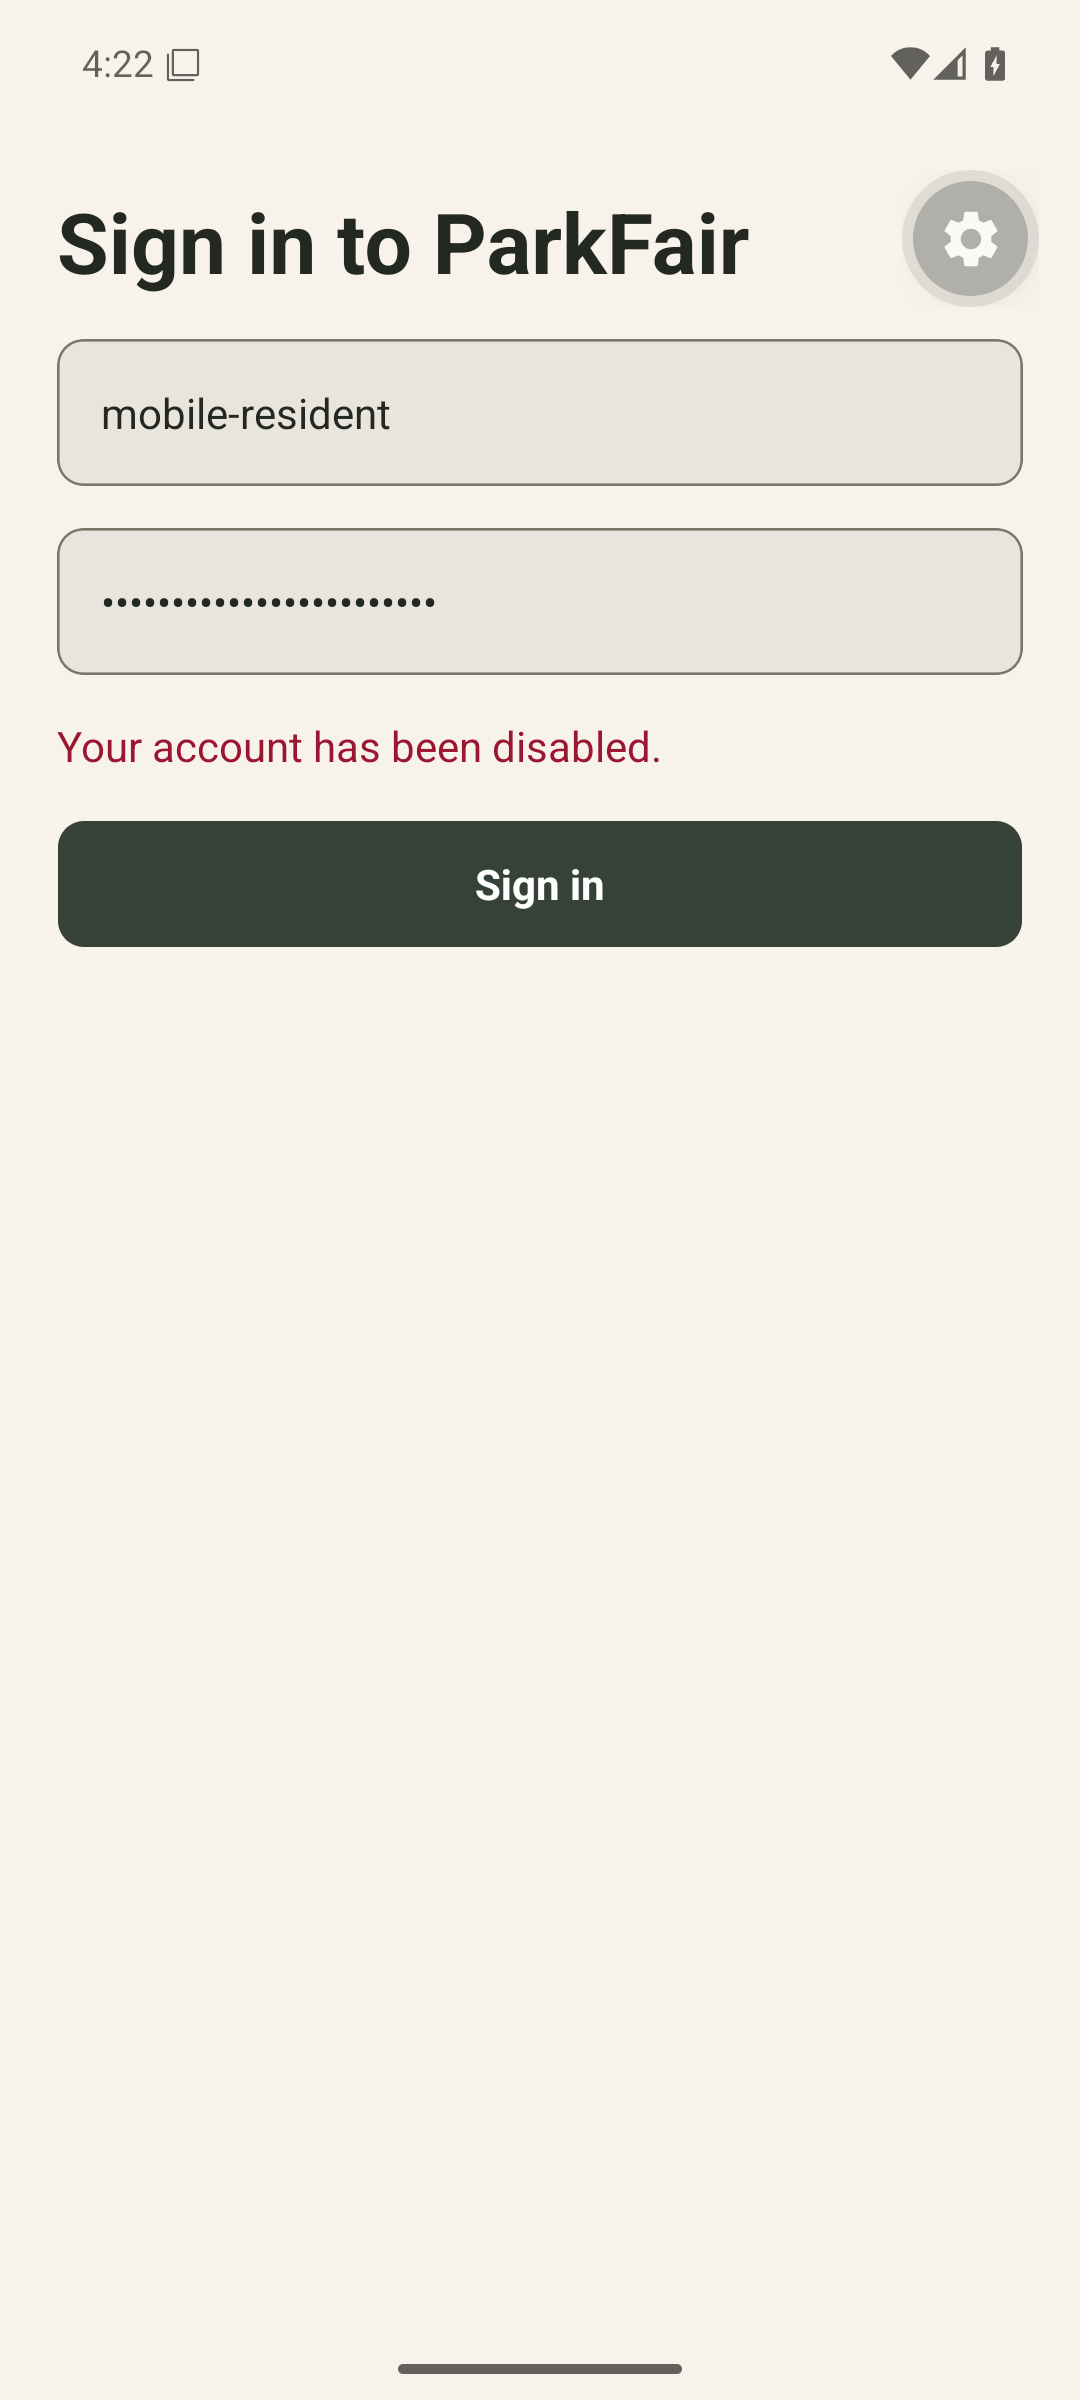 4:22
Sign in to ParkFair
mobile-resident
••••••••••••••••••••••••
Your account has been disabled.
Sign in